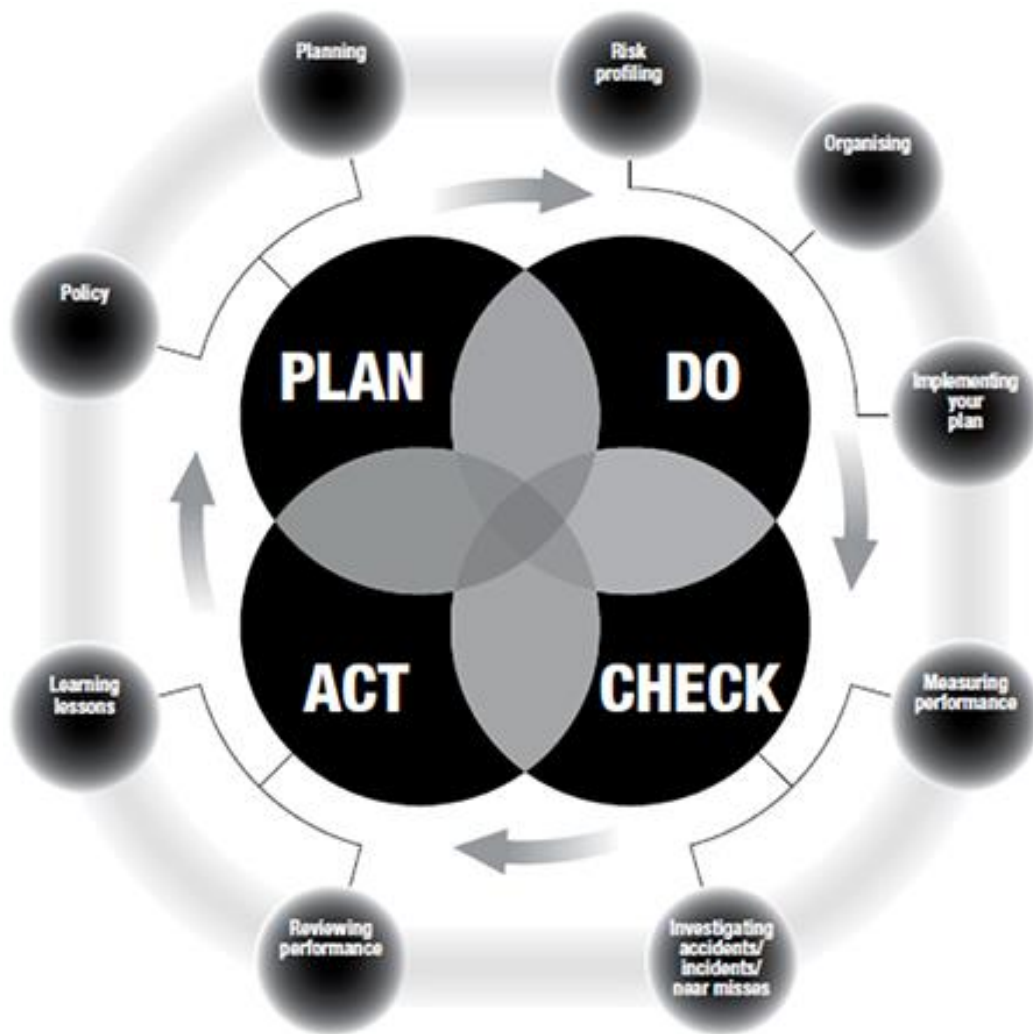 Planning
Risk
profiling
Organising
Policy
PLAN
DO
Implementing
your
plan
ACT
CHECK
Learning
lessons
Measuring
performance
Reviewing
performance
Investigating
accidents/
incidents/
near misses